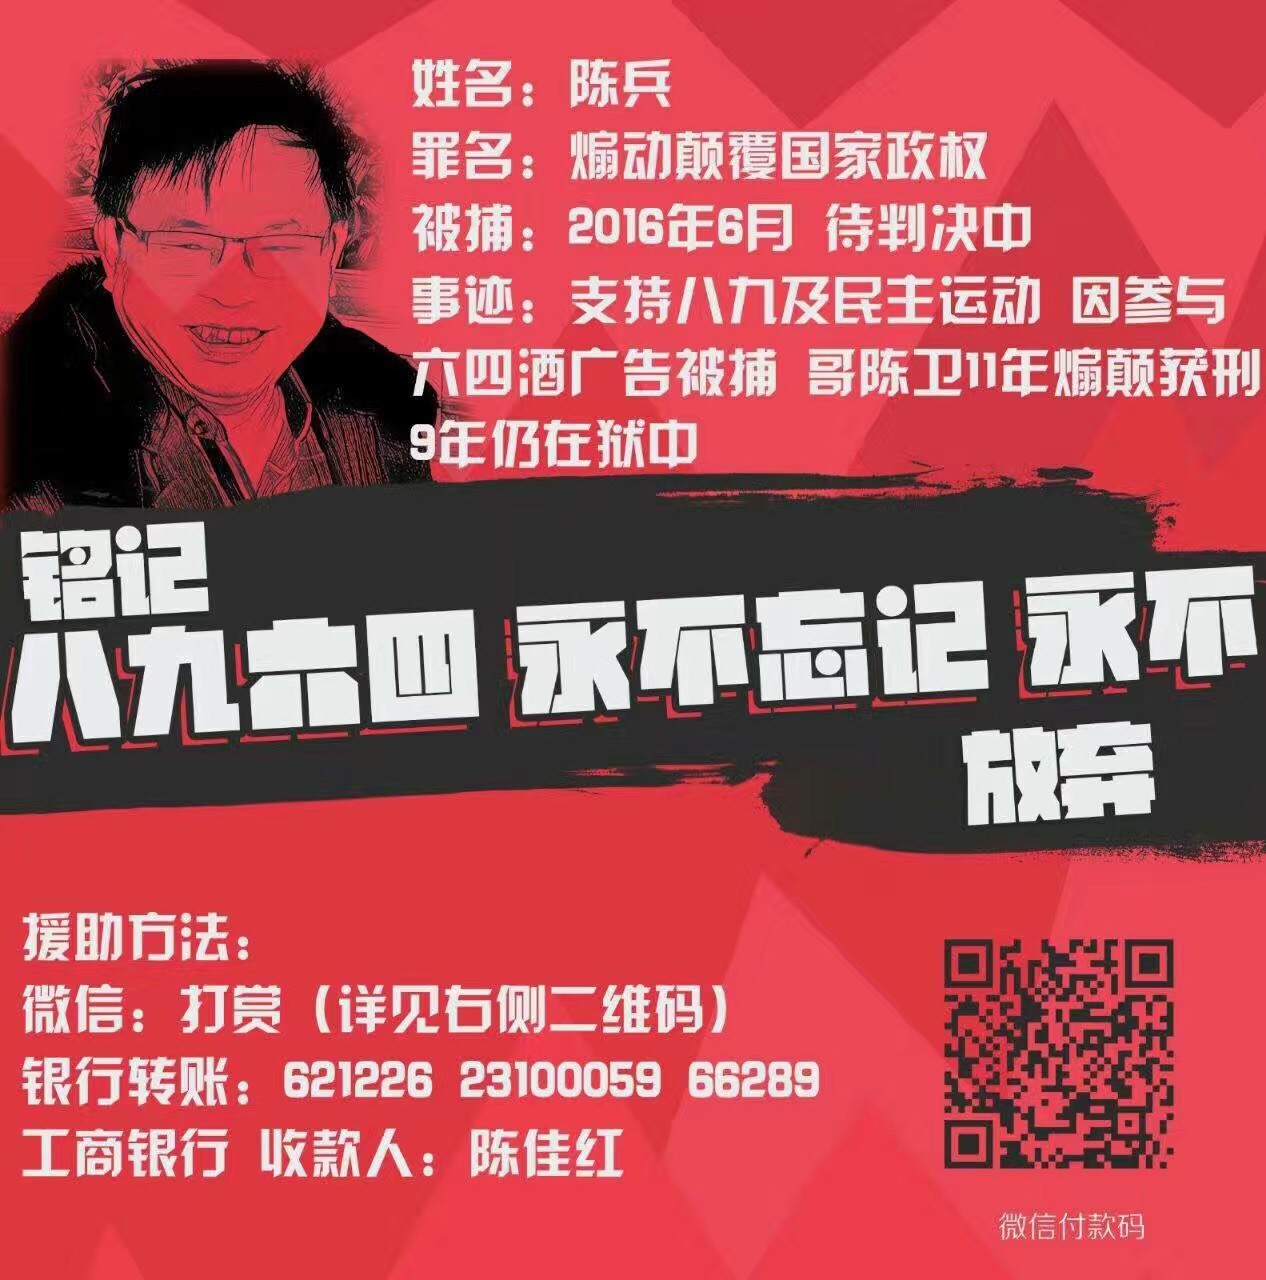 姓名：陈兵
罪名：煽动颠覆国家政权
被捕：2016年6月 待判决中
事迹：支持八九及民主运动 因参与
六四酒广告被捕 哥陈卫11年煽颠获刑
9年仍在狱中
铭记
八九六四 永不忘记 永不
放弃
援助方法：
微信：打赏（详见右侧二维码）
银行转账：621226 23100059 66289
工商银行 收款人：陈佳红
微信付款码